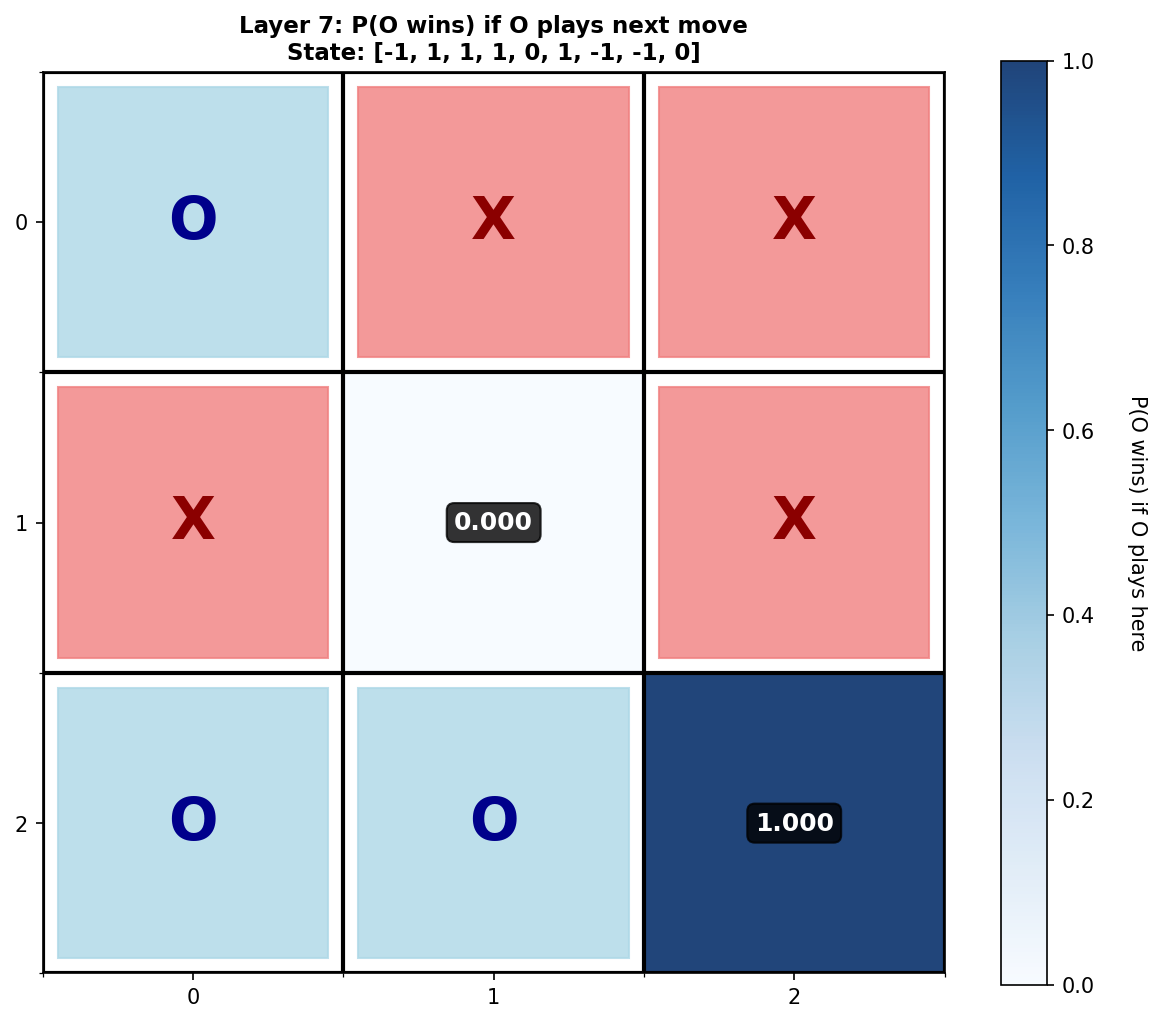 Layer 7: P(O wins) if O plays next move
State: [-1, 1, 1, 1, 0, 1, -1, -1, 0]
0
O
X
X
1
X
0.000
X
2
O
O
1.000
0
1
2
1.0
0.8
0.6
0.4
0.2
0.0
P(O wins) if O plays here